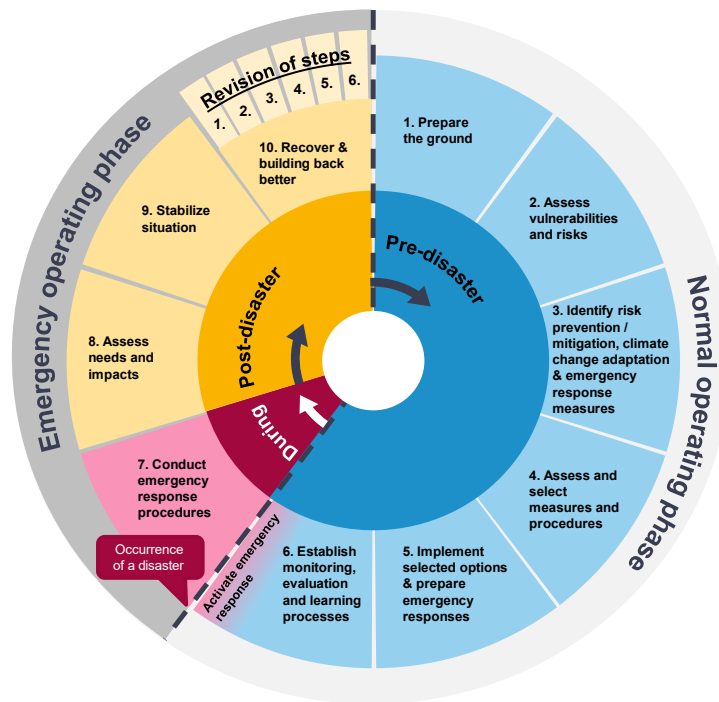 Emergency operating phase
Normal operating phase
Revision of steps
1.
2.
3.
4.
5.
6.
Pre-disaster
1. Prepare
the ground
2. Assess
vulnerabilities
and risks
3. Identify risk
prevention /
mitigation, climate
change adaptation
& emergency
response
measures
4. Assess and
select
measures and
procedures
5. Implement
selected options
& prepare
emergency
responses
6. Establish
monitoring,
evaluation
and learning
processes
Activate emergency
response
Occurrence
of a disaster
During
7. Conduct
emergency
response
procedures
Post-disaster
8. Assess
needs and
impacts
9. Stabilize
situation
10. Recover &
building back
better